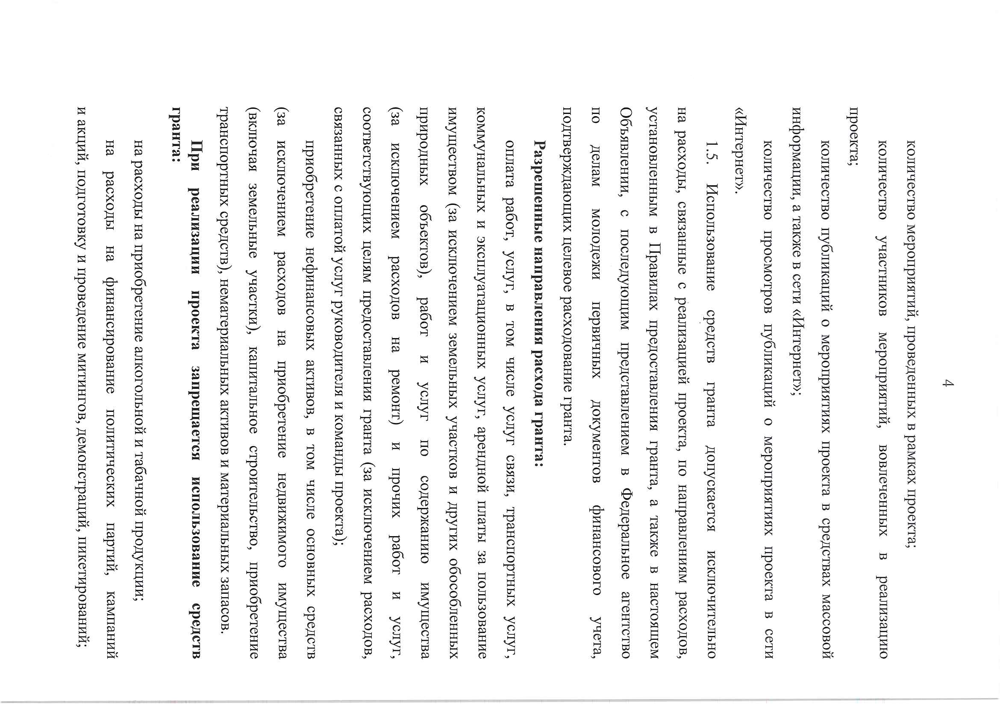 4
количество мероприятий, проведенных в рамках проекта;
количество участников мероприятий, вовлеченных в реализацию
проекта;
количество публикаций о мероприятиях проекта в средствах массовой
информации, а также в сети «Интернет»;
количество просмотров публикаций о мероприятиях проекта в сети
«Интернет».
1.5. Использование средств гранта допускается исключительно
на расходы, связанные с реализацией проекта, по направлениям расходов,
установленным в Правилах предоставления гранта, а также в настоящем
Объявлении, с последующим представлением в Федеральное агентство
по делам молодежи первичных документов финансового учета,
подтверждающих целевое расходование гранта.
Разрешенные направления расхода гранта:
оплата работ, услуг, в том числе услуг связи, транспортных услуг,
коммунальных и эксплуатационных услуг, арендной платы за пользование
имуществом (за исключением земельных участков и других обособленных
природных объектов), работ и услуг по содержанию имущества
(за исключением расходов на ремонт) и прочих работ и услуг,
соответствующих целям предоставления гранта (за исключением расходов,
связанных с оплатой услуг руководителя и команды проекта);
приобретение нефинансовых активов, в том числе основных средств
(за исключением расходов на приобретение недвижимого имущества
(включая земельные участки), капитальное строительство, приобретение
транспортных средств), нематериальных активов и материальных запасов.
При реализации проекта запрещается использование средств
гранта:
на расходы на приобретение алкогольной и табачной продукции;
на расходы на финансирование политических партий, кампаний
и акций, подготовку и проведение митингов, демонстраций, пикетирований;